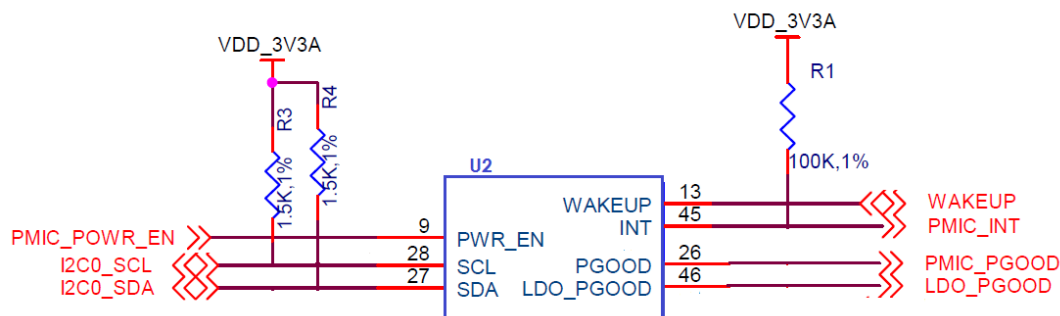 VDD_3V3A
VDD_3V3A
R3
R4
R1
1.5K,1%
1.5K,1%
100K,1%
U2
PMIC_POWR_EN
9
PWR_EN
I2C0_SCL
28
SCL
I2C0_SDA
27
SDA
WAKEUP
13
WAKEUP
INT
45
PMIC_INT
PGOOD
26
PMIC_PGOOD
LDO_PGOOD
46
LDO_PGOOD